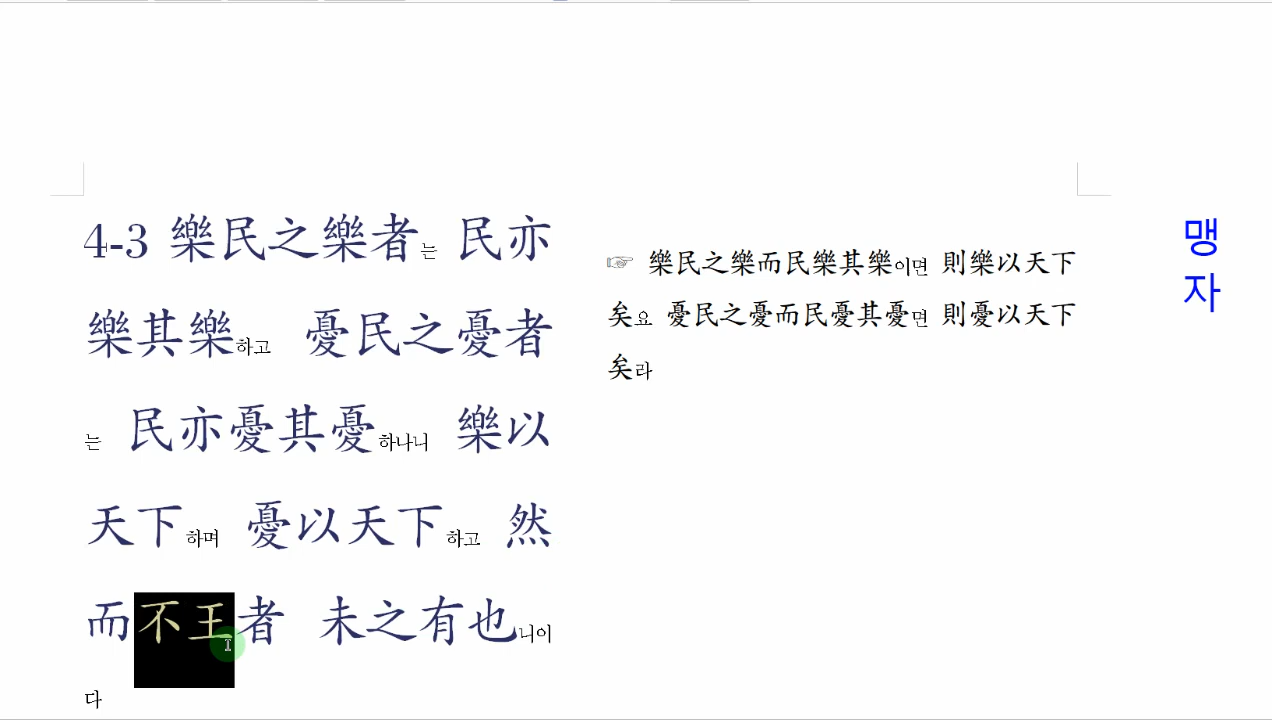 4-3 樂民之樂者는 民亦
樂其樂하고 憂民之憂者
는 民亦憂其憂하나니 樂以
天下하며 憂以天下하고 然
而不王者 未之有也니이
다
☞ 樂民之樂而民樂其樂이면 則樂以天下
矣요 憂民之憂而民憂其憂면 則憂以天下
矣라
맹
자